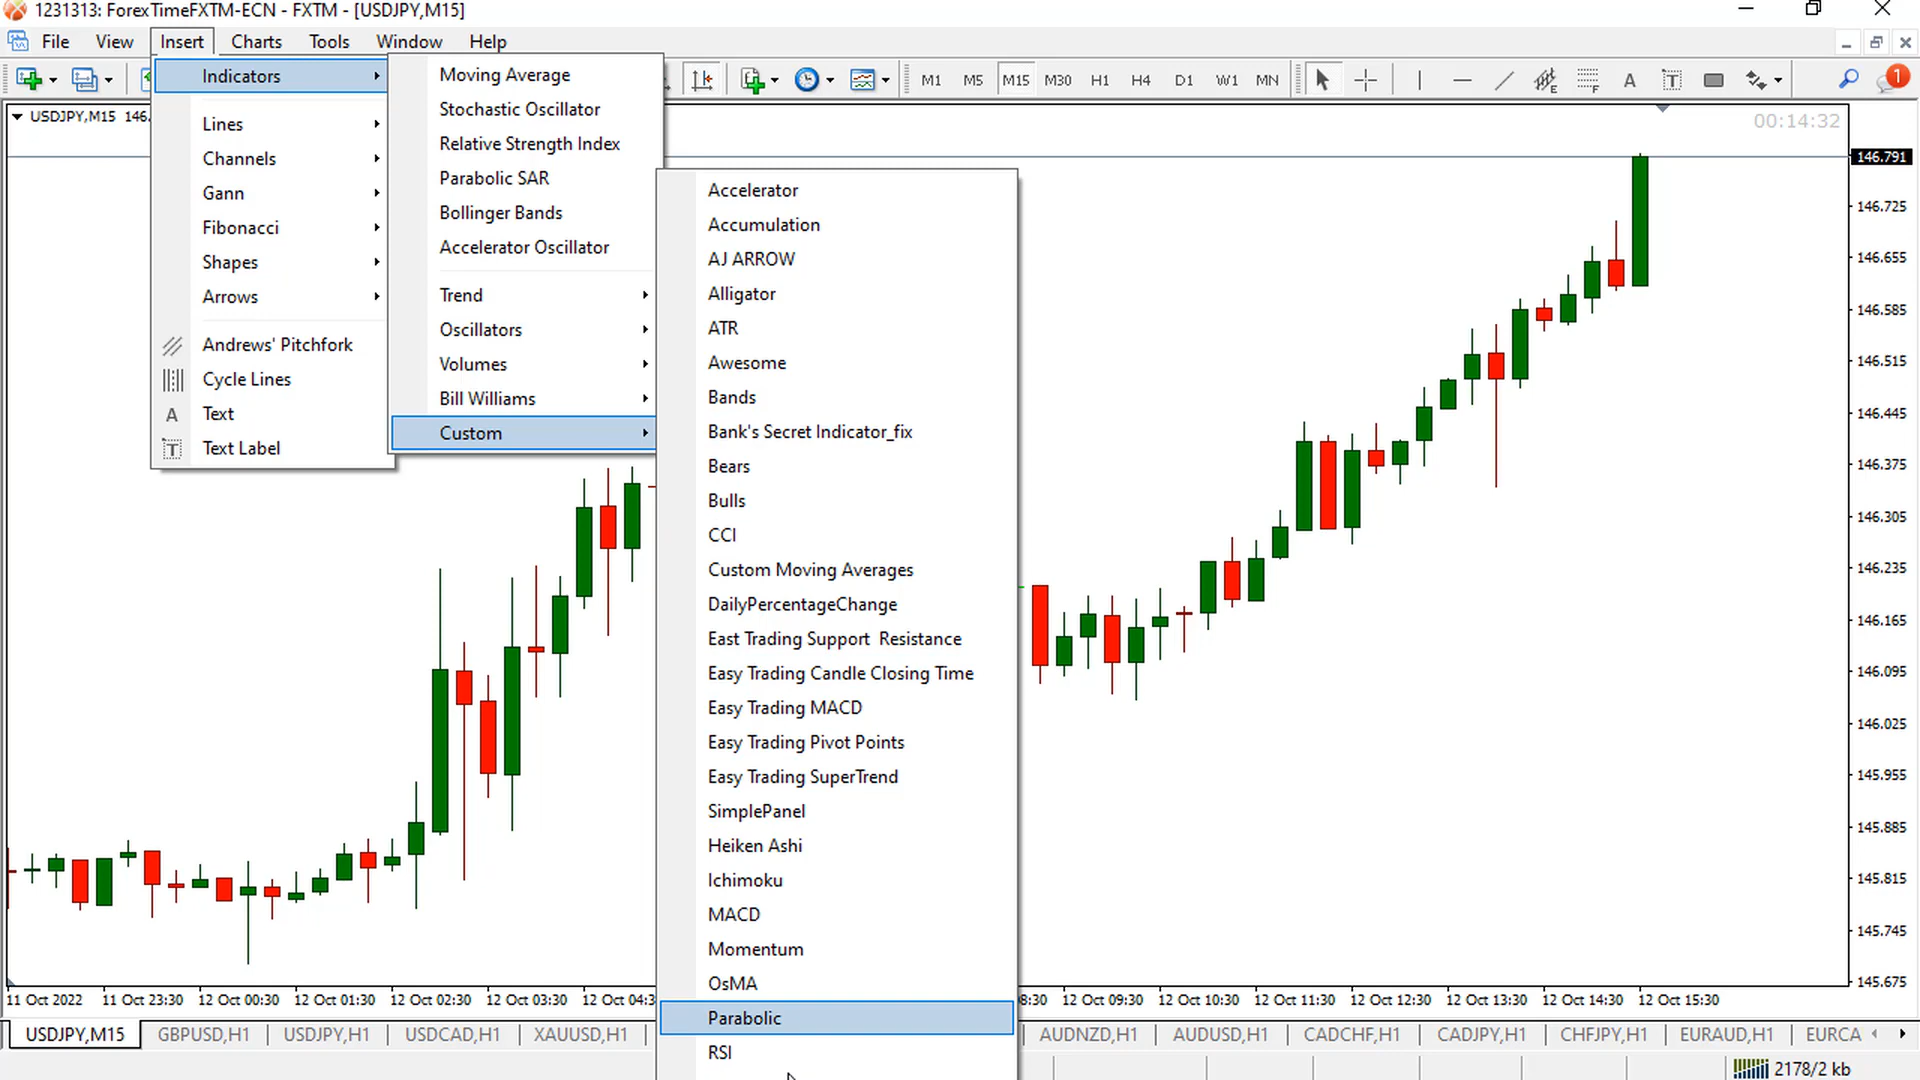 1231313: ForexTimeFXTM-ECN - FXTM - [USDJPY,M15]
File View Insert Charts Tools Window Help
M1 M5 M15 M30 H1 H4 D1 W1 MN A T 1
USDJPY,M15 146.
00:14:32
Indicators
Lines
Channels
Gann
Fibonacci
Shapes
Arrows
Andrews' Pitchfork
Cycle Lines
A Text
T Text Label
Moving Average
Stochastic Oscillator
Relative Strength Index
Parabolic SAR
Bollinger Bands
Accelerator Oscillator
Trend
Oscillators
Volumes
Bill Williams
Custom
Accelerator
Accumulation
AJ ARROW
Alligator
ATR
Awesome
Bands
Bank's Secret Indicator_fix
Bears
Bulls
CCI
Custom Moving Averages
DailyPercentageChange
East Trading Support  Resistance
Easy Trading Candle Closing Time
Easy Trading MACD
Easy Trading Pivot Points
Easy Trading SuperTrend
SimplePanel
Heiken Ashi
Ichimoku
MACD
Momentum
OsMA
Parabolic
RSI
146.791
146.725
146.655
146.585
146.515
146.445
146.375
146.305
146.235
146.165
146.095
146.025
145.955
145.885
145.815
145.745
145.675
11 Oct 2022 11 Oct 23:30 12 Oct 00:30 12 Oct 01:30 12 Oct 02:30 12 Oct 03:30 12 Oct 04:3 8:30 12 Oct 09:30 12 Oct 10:30 12 Oct 11:30 12 Oct 12:30 12 Oct 13:30 12 Oct 14:30 12 Oct 15:30
USDJPY,M15 GBPUSD,H1 USDJPY,H1 USDCAD,H1 XAUUSD,H1 AUDNZD,H1 AUDUSD,H1 CADCHF,H1 CHFJPY,H1 EURAUD,H1 EURCA
2178/2 kb